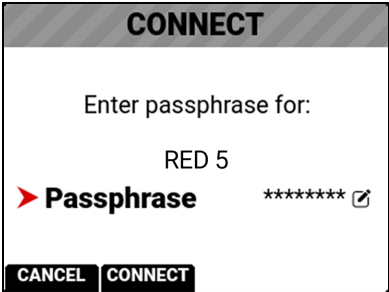 CONNECT
Enter passphrase for:
RED 5
Passphrase ********
CANCEL CONNECT